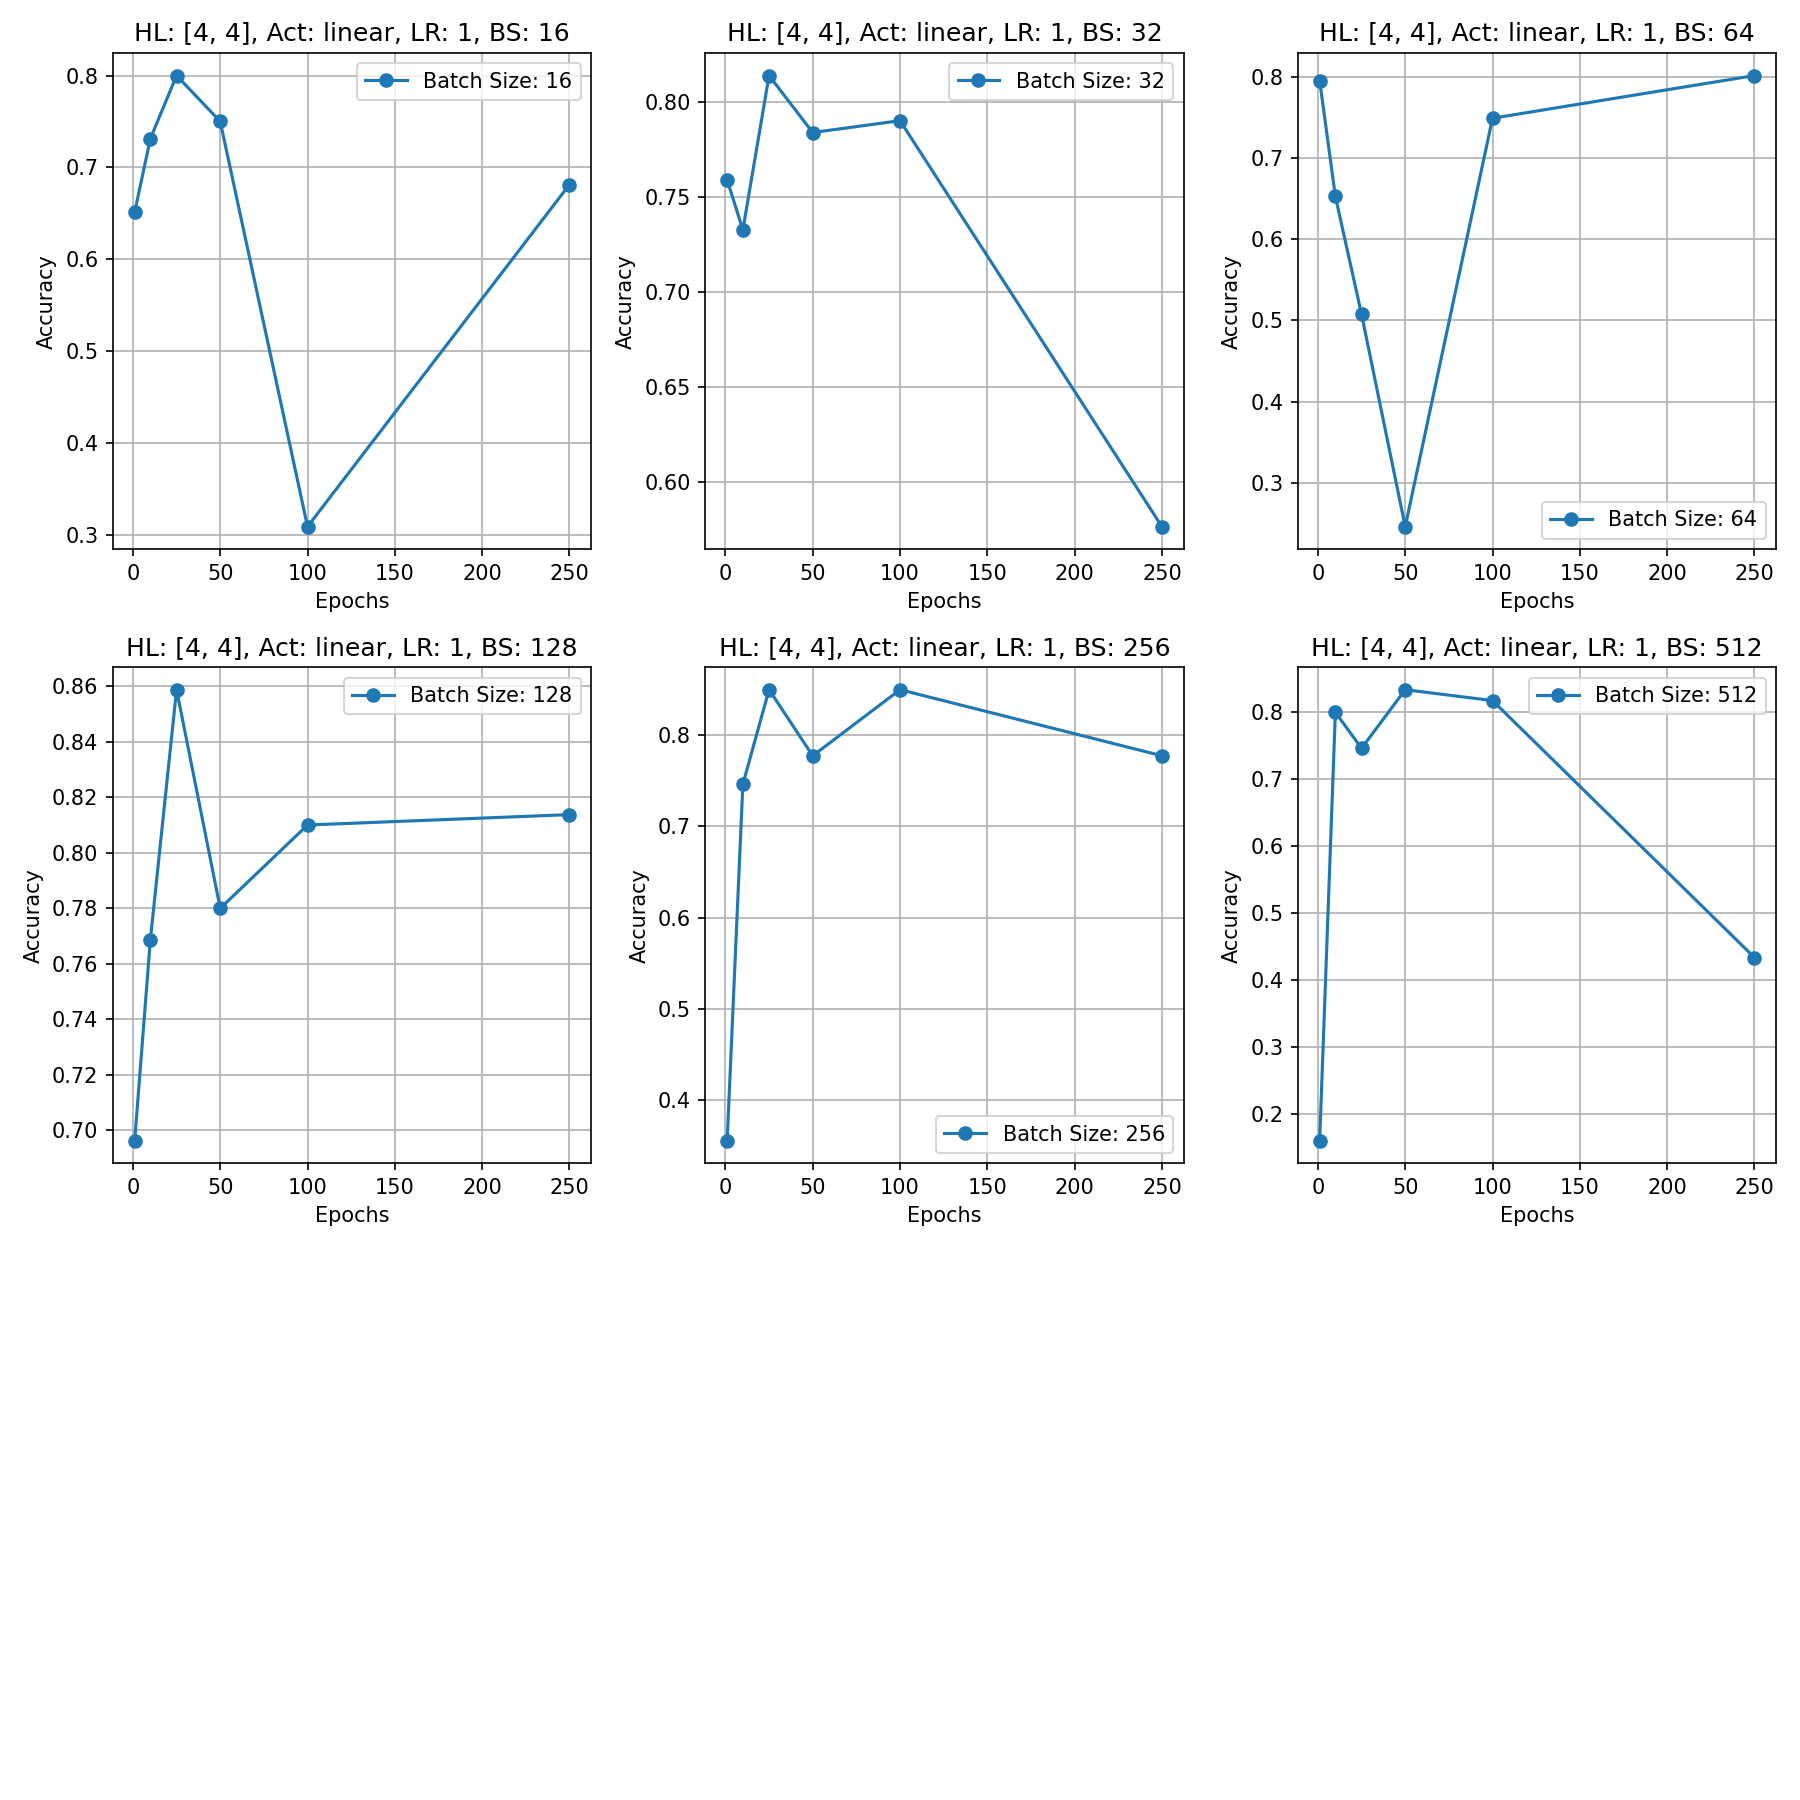 HL: [4, 4], Act: linear, LR: 1, BS: 16
Batch Size: 16
Accuracy
0.8
0.7
0.6
0.5
0.4
0.3
0 50 100 150 200 250
Epochs
HL: [4, 4], Act: linear, LR: 1, BS: 32
Batch Size: 32
Accuracy
0.80
0.75
0.70
0.65
0.60
0 50 100 150 200 250
Epochs
HL: [4, 4], Act: linear, LR: 1, BS: 64
Batch Size: 64
Accuracy
0.8
0.7
0.6
0.5
0.4
0.3
0 50 100 150 200 250
Epochs
HL: [4, 4], Act: linear, LR: 1, BS: 128
Batch Size: 128
Accuracy
0.86
0.84
0.82
0.80
0.78
0.76
0.74
0.72
0.70
0 50 100 150 200 250
Epochs
HL: [4, 4], Act: linear, LR: 1, BS: 256
Batch Size: 256
Accuracy
0.8
0.7
0.6
0.5
0.4
0 50 100 150 200 250
Epochs
HL: [4, 4], Act: linear, LR: 1, BS: 512
Batch Size: 512
Accuracy
0.8
0.7
0.6
0.5
0.4
0.3
0.2
0 50 100 150 200 250
Epochs